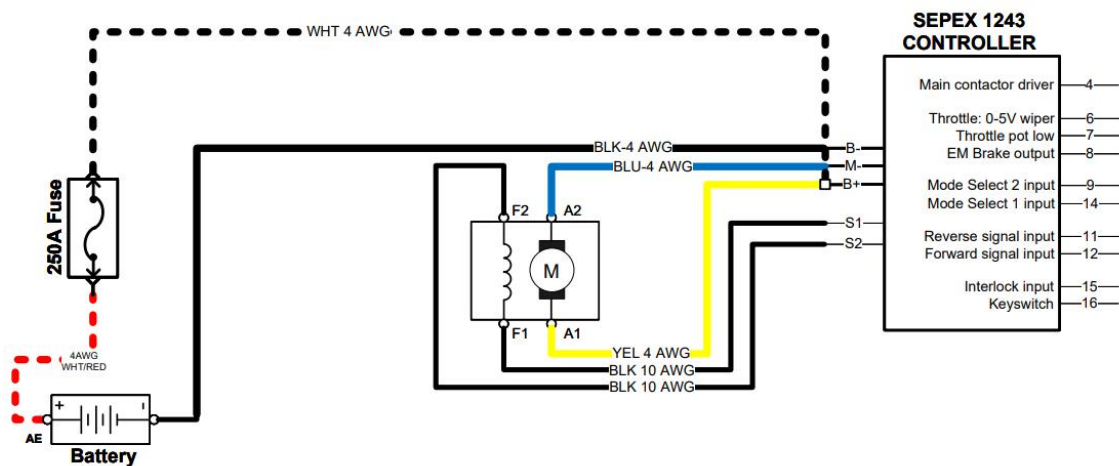 SEPEX 1243
CONTROLLER
WHT 4 AWG
Main contactor driver 4
Throttle: 0-5V wiper 6
Throttle pot low 7
EM Brake output 8
Mode Select 2 input 9
Mode Select 1 input 14
Reverse signal input 11
Forward signal input 12
Interlock input 15
Keyswitch 16
BLK-4 AWG
B-
BLU-4 AWG
M-
B+
S1
S2
250A Fuse
F2
A2
M
F1
A1
YEL 4 AWG
BLK 10 AWG
BLK 10 AWG
4AWG
WHT/RED
+
-
AE
Battery